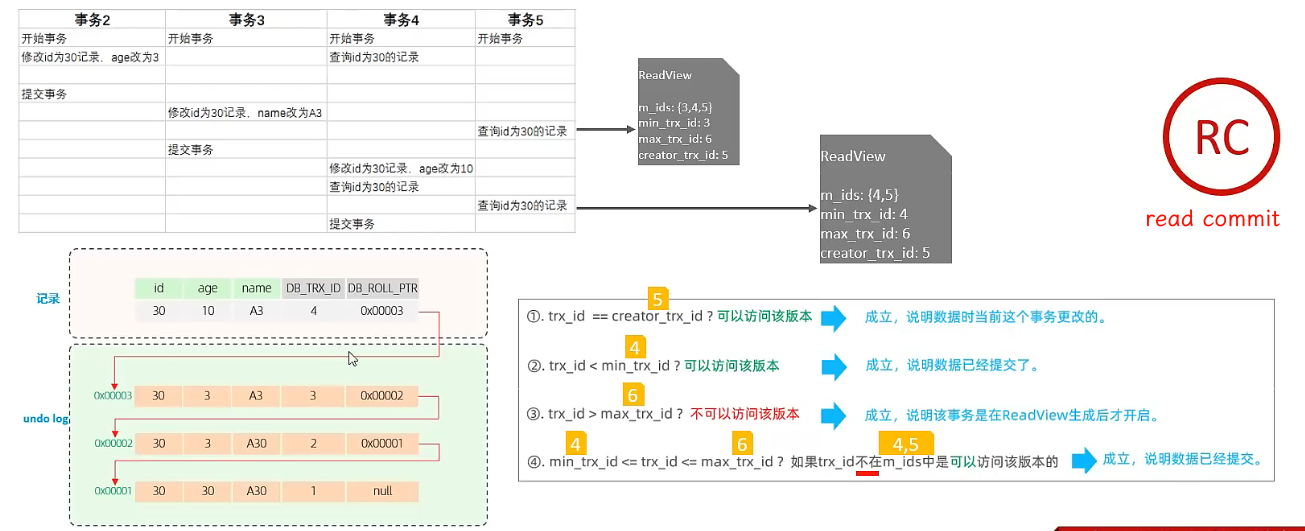 事务2 事务3 事务4 事务5
开始事务 开始事务 开始事务 开始事务
修改id为30记录，age改为3 查询id为30的记录
提交事务
修改id为30记录，name改为A3
查询id为30的记录
提交事务
修改id为30记录，age改为10
查询id为30的记录
查询id为30的记录
提交事务
ReadView
m_ids: {3,4,5}
min_trx_id: 3
max_trx_id: 6
creator_trx_id: 5
ReadView
m_ids: {4,5}
min_trx_id: 4
max_trx_id: 6
creator_trx_id: 5
RC
read commit
记录
id age name DB_TRX_ID DB_ROLL_PTR
30 10 A3 4 0x00003
undo log
0x00003 30 3 A3 3 0x00002
0x00002 30 3 A30 2 0x00001
0x00001 30 30 A30 1 null
5
①. trx_id == creator_trx_id ? 可以访问该版本 成立，说明数据时当前这个事务更改的。
4
②. trx_id < min_trx_id ? 可以访问该版本 成立，说明数据已经提交了。
6
③. trx_id > max_trx_id ? 不可以访问该版本 成立，说明该事务是在ReadView生成后才开启。
4 6 4,5
④. min_trx_id <= trx_id <= max_trx_id ? 如果trx_id不在m_ids中是可以访问该版本的 成立，说明数据已经提交。